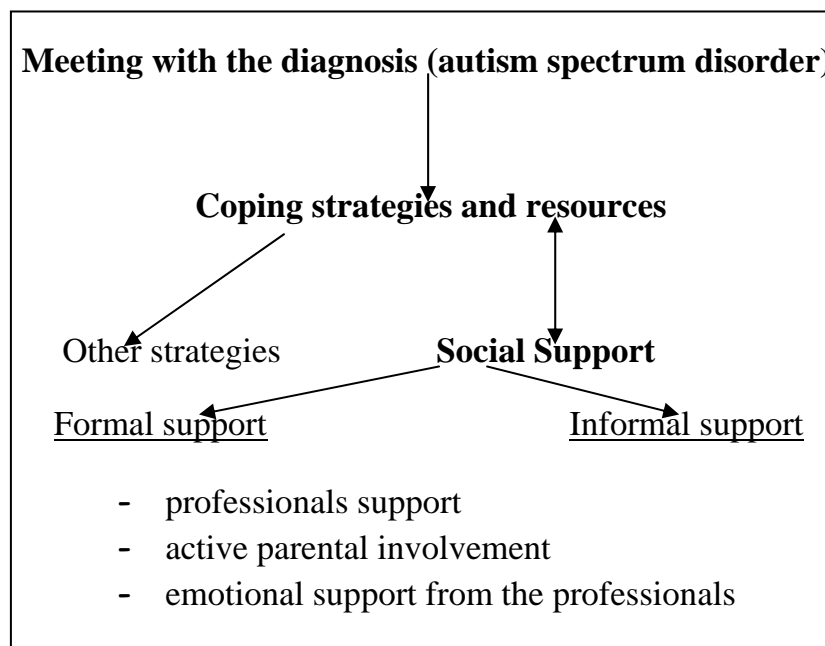 Meeting with the diagnosis (autism spectrum disorder)
Coping strategies and resources
Other strategies
Social Support
Formal support
Informal support
- professionals support
- active parental involvement
- emotional support from the professionals